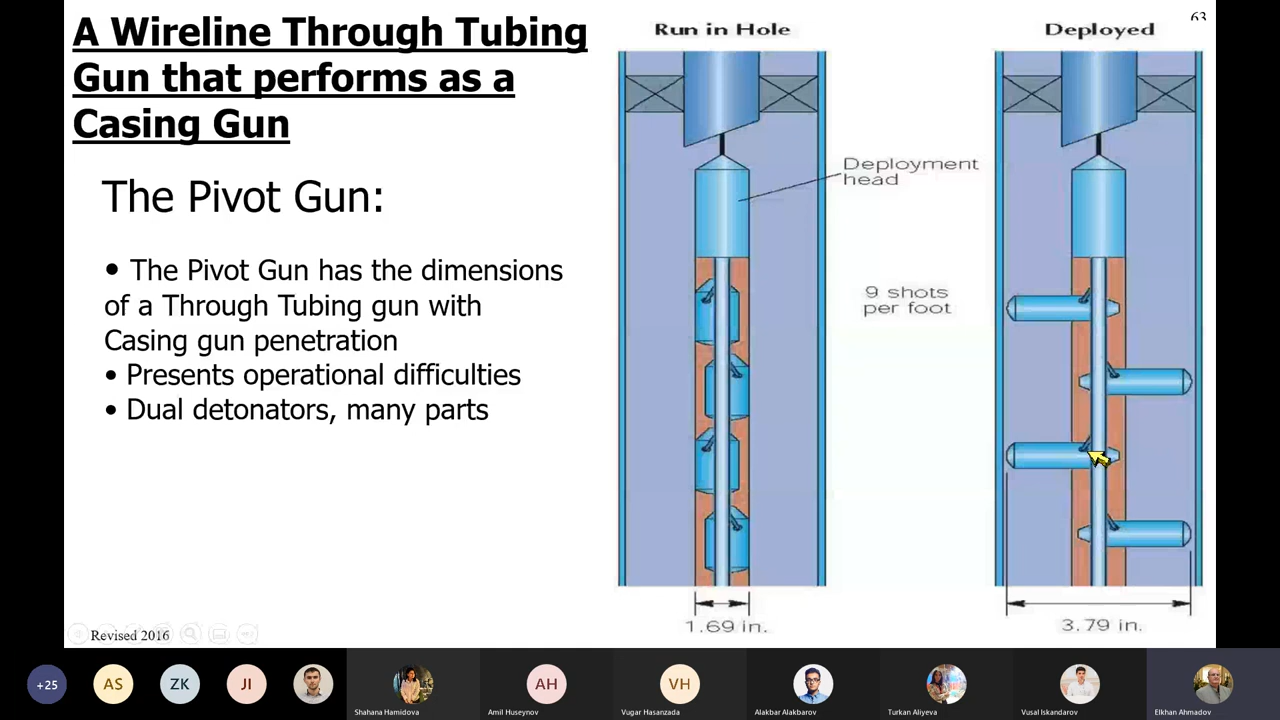 A Wireline Through Tubing
Gun that performs as a
Casing Gun
The Pivot Gun:
• The Pivot Gun has the dimensions
of a Through Tubing gun with
Casing gun penetration
• Presents operational difficulties
• Dual detonators, many parts
Revised 2016
63
Run in Hole
Deployed
Deployment
head
9 shots
per foot
1.69 in.
3.79 in.
+25
AS
ZK
JI
AH
VH
Shahana Hamidova
Amil Huseynov
Vugar Hasanzada
Alakbar Alakbarov
Turkan Aliyeva
Vusal Iskandarov
Elkhan Ahmadov